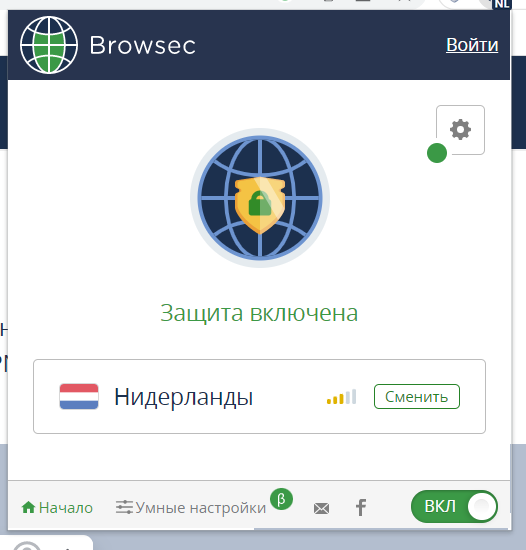 NL
Browsec
Войти
Защита включена
Нидерланды
Сменить
Начало
Умные настройки
β
ВКЛ